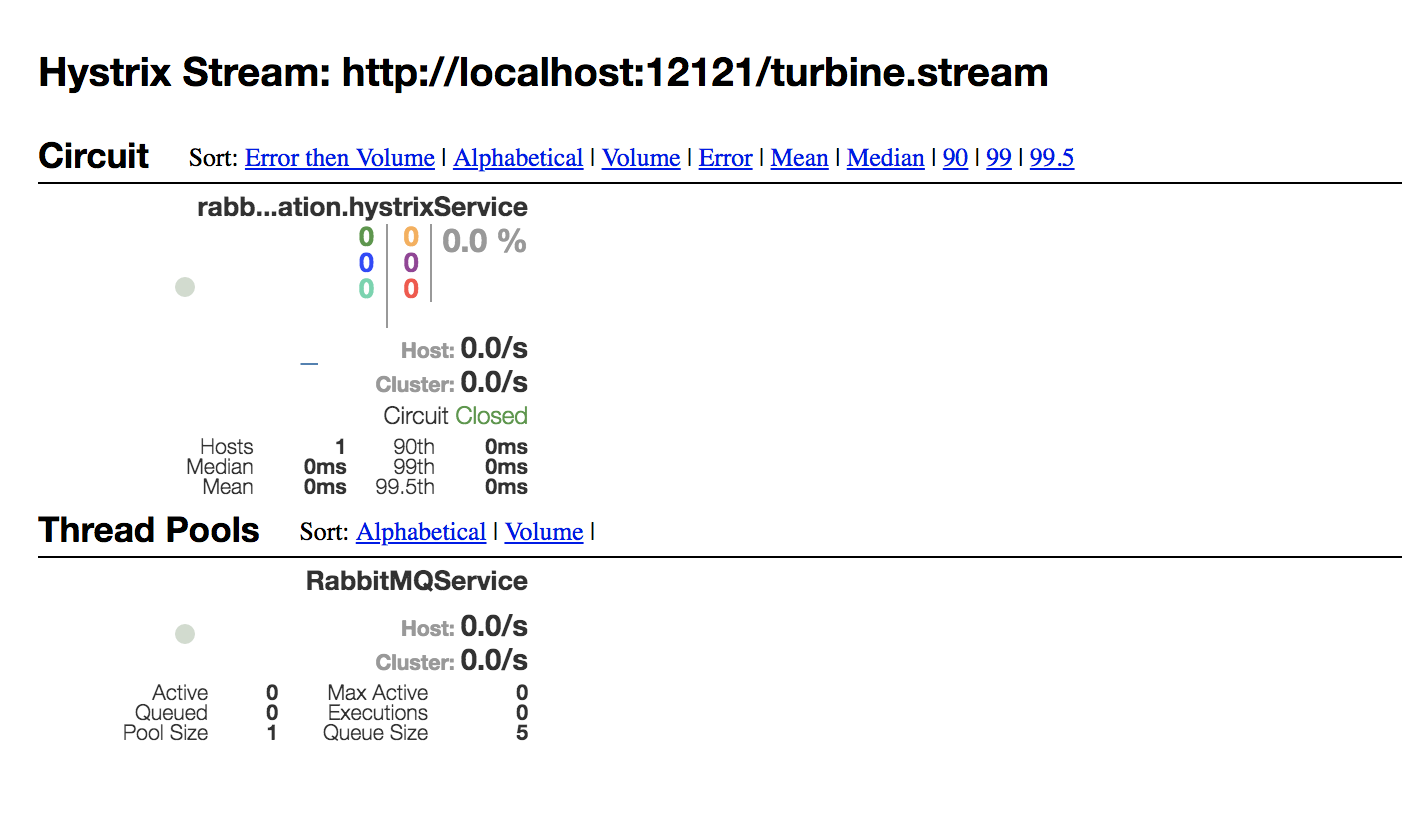 Hystrix Stream: http://localhost:12121/turbine.stream
Circuit Sort: Error then Volume | Alphabetical | Volume | Error | Mean | Median | 90 | 99 | 99.5
rabb...ation.hystrixService
0 0 0.0 %
0 0
0 0
Host: 0.0/s
Cluster: 0.0/s
Circuit Closed
Hosts 1 90th 0ms
Median 0ms 99th 0ms
Mean 0ms 99.5th 0ms
Thread Pools Sort: Alphabetical | Volume |
RabbitMQService
Host: 0.0/s
Cluster: 0.0/s
Active 0 Max Active 0
Queued 0 Executions 0
Pool Size 1 Queue Size 5